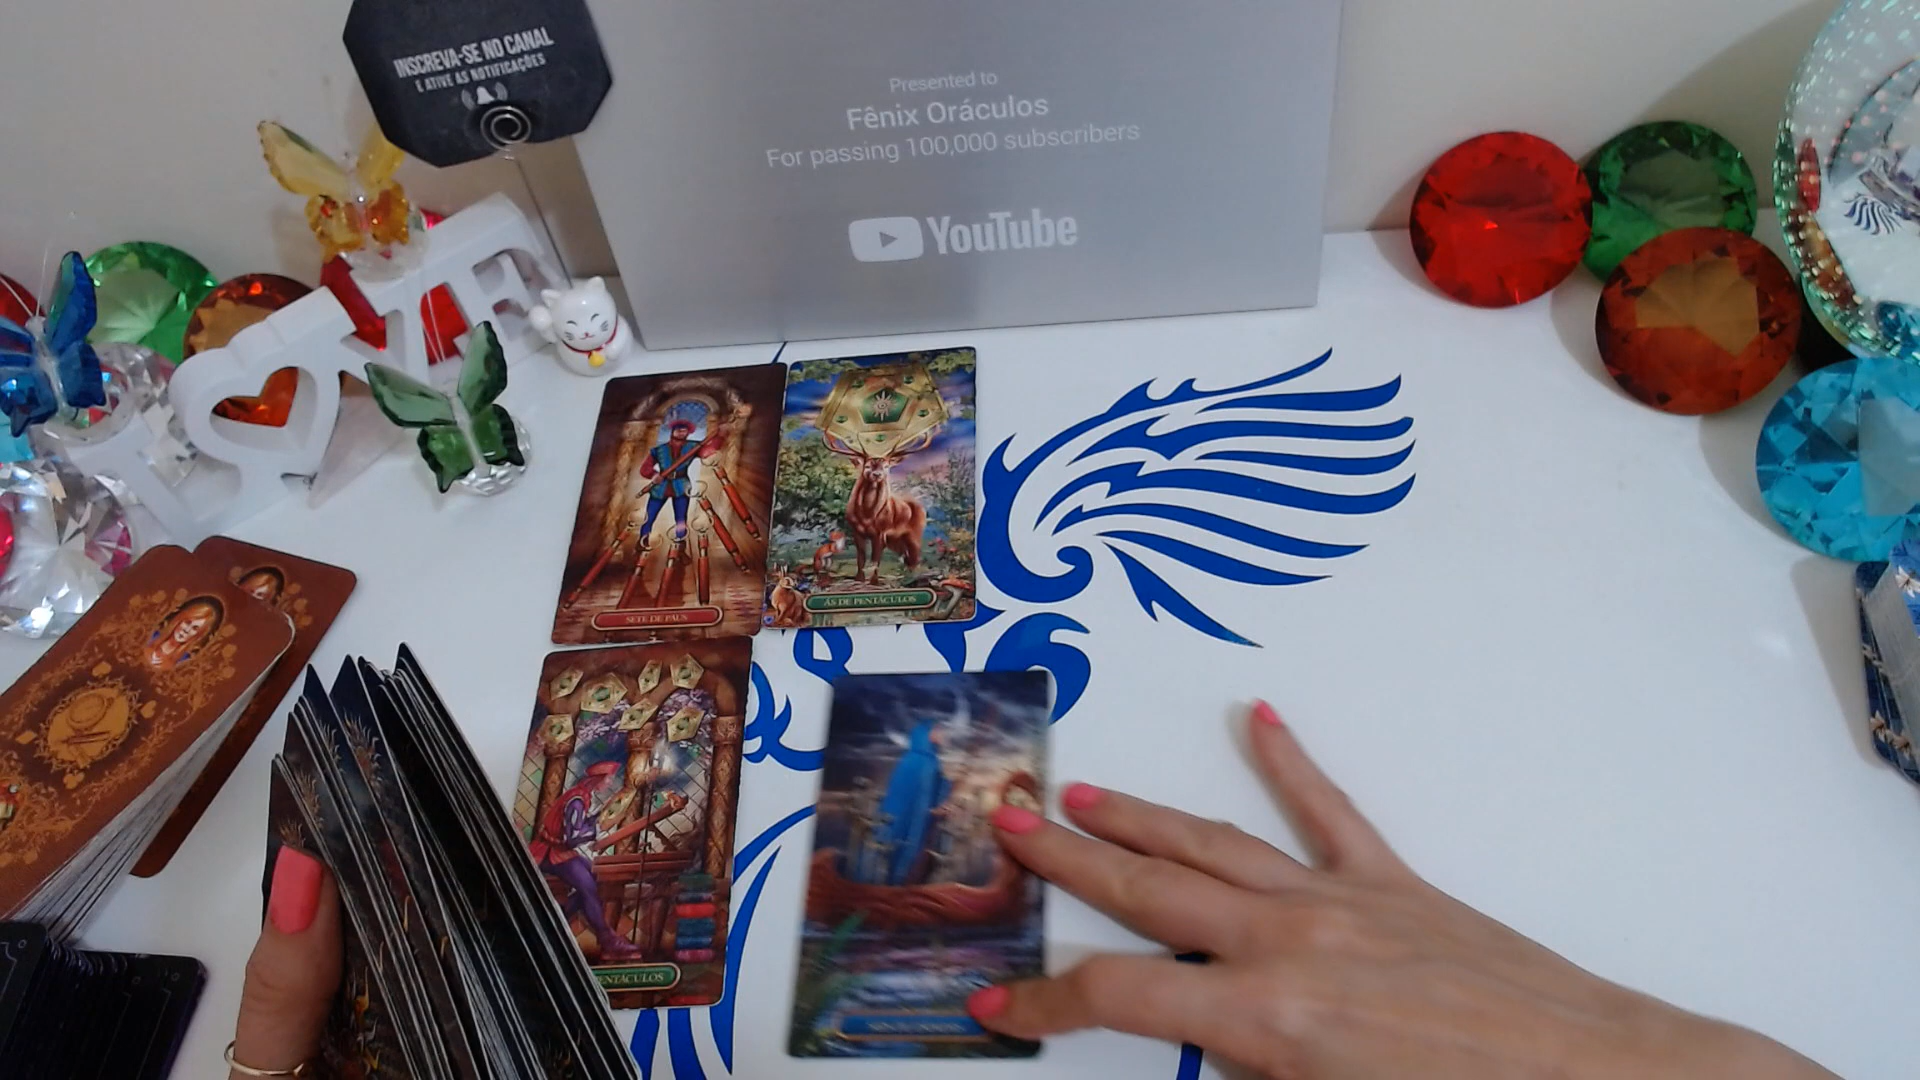 INSCREVA-SE NO CANAL
E ATIVE AS NOTIFICAÇÕES
Presented to
Fênix Oráculos
For passing 100,000 subscribers
YouTube
SETE DE PAUS
ÁS DE PENTÁCULOS
PENTÁCULOS